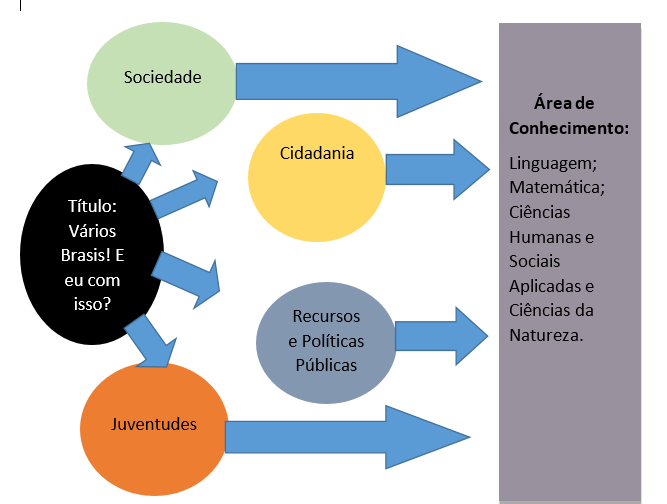 Sociedade
Cidadania
Título:
Vários
Brasis! E
eu com
isso?
Recursos
e Políticas
Públicas
Juventudes
Área de
Conhecimento:
Linguagem;
Matemática;
Ciências
Humanas e
Sociais
Aplicadas e
Ciências da
Natureza.